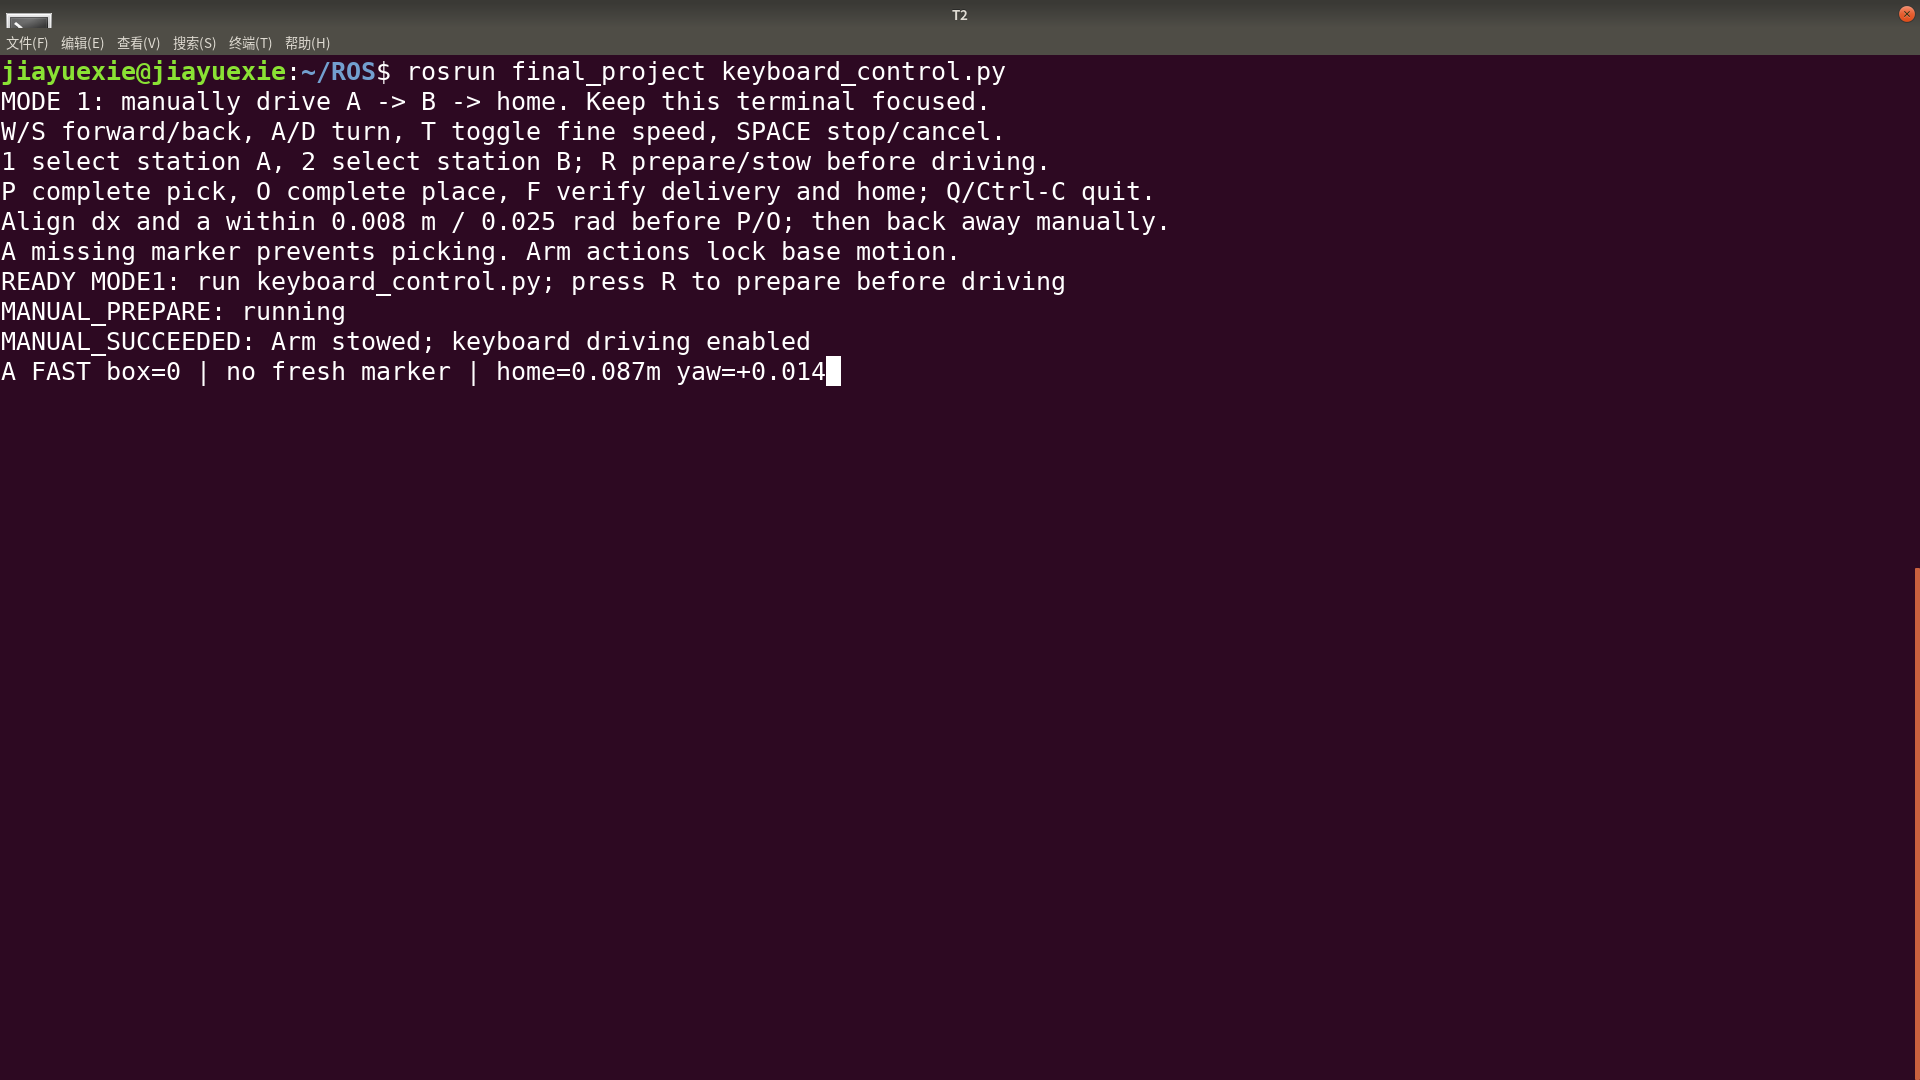 T2
文件(F) 编辑(E) 查看(V) 搜索(S) 终端(T) 帮助(H)
jiayuexie@jiayuexie:~/ROS$ rosrun final_project keyboard_control.py
MODE 1: manually drive A -> B -> home. Keep this terminal focused.
W/S forward/back, A/D turn, T toggle fine speed, SPACE stop/cancel.
1 select station A, 2 select station B; R prepare/stow before driving.
P complete pick, O complete place, F verify delivery and home; Q/Ctrl-C quit.
Align dx and a within 0.008 m / 0.025 rad before P/O; then back away manually.
A missing marker prevents picking. Arm actions lock base motion.
READY MODE1: run keyboard_control.py; press R to prepare before driving
MANUAL_PREPARE: running
MANUAL_SUCCEEDED: Arm stowed; keyboard driving enabled
A FAST box=0 | no fresh marker | home=0.087m yaw=+0.014